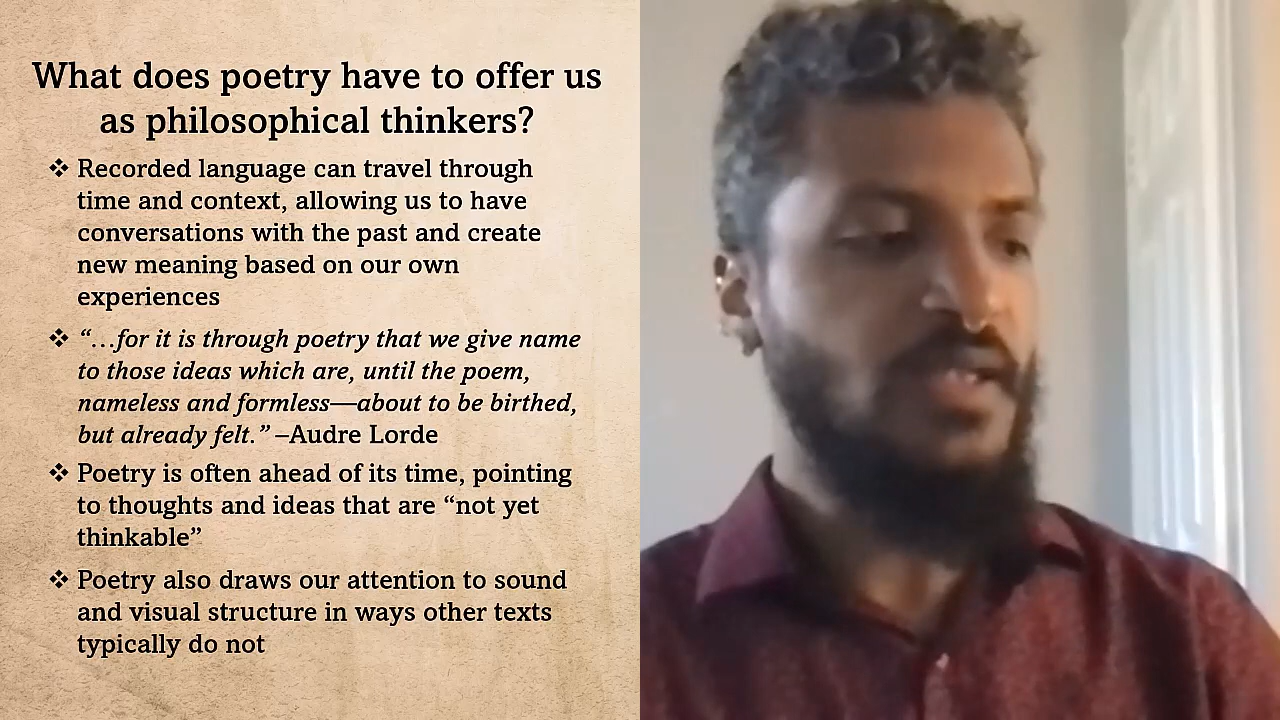 What does poetry have to offer us
as philosophical thinkers?
❖ Recorded language can travel through
time and context, allowing us to have
conversations with the past and create
new meaning based on our own
experiences
❖ “…for it is through poetry that we give name
to those ideas which are, until the poem,
nameless and formless—about to be birthed,
but already felt.” –Audre Lorde
❖ Poetry is often ahead of its time, pointing
to thoughts and ideas that are “not yet
thinkable”
❖ Poetry also draws our attention to sound
and visual structure in ways other texts
typically do not